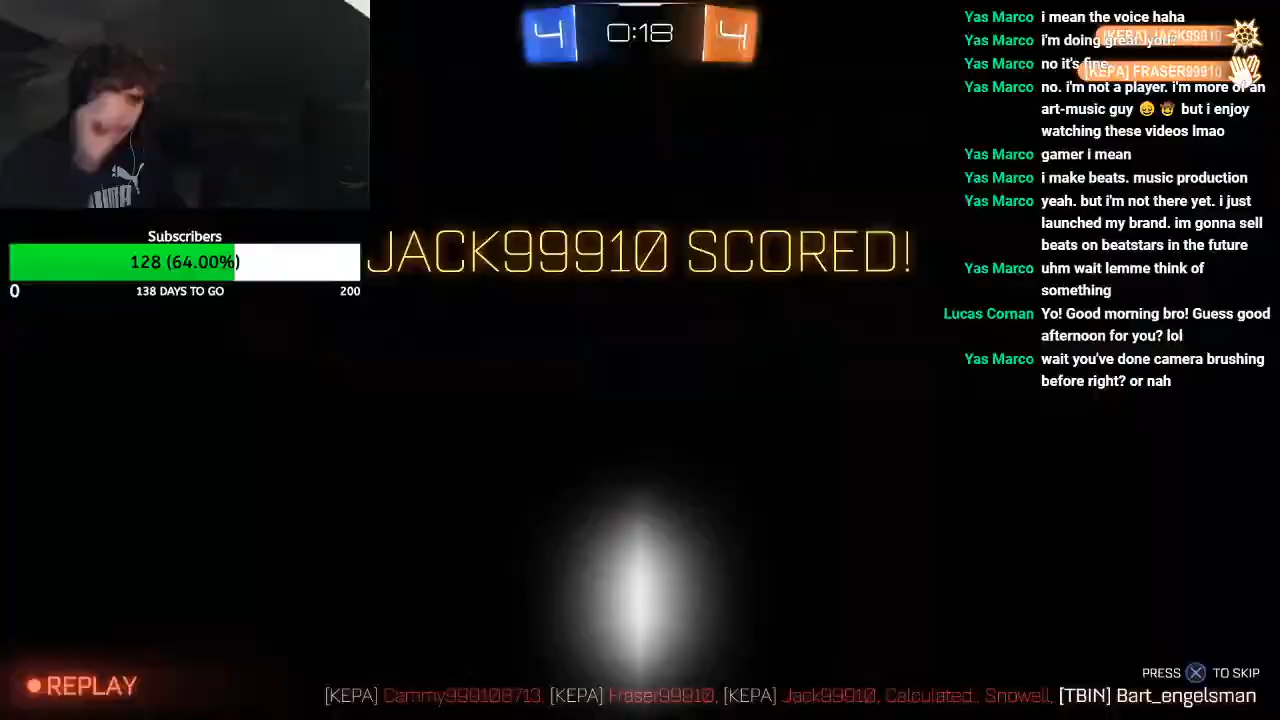 4 0:18 4
Yas Marco i mean the voice haha
Yas Marco i'm doing great. you?
[KEPA] JACK99910
Yas Marco no it's fine
[KEPA] FRASER99910
Yas Marco no. i'm not a player. i'm more of an
art-music guy 😔 🤠 but i enjoy
watching these videos lmao
Yas Marco gamer i mean
Yas Marco i make beats. music production
Yas Marco yeah. but i'm not there yet. i just
launched my brand. im gonna sell
beats on beatstars in the future
Yas Marco uhm wait lemme think of
something
Lucas Coman Yo! Good morning bro! Guess good
afternoon for you? lol
Yas Marco wait you've done camera brushing
before right? or nah
Subscribers
128 (64.00%)
0 138 DAYS TO GO 200
JACK99910 SCORED!
PRESS X TO SKIP
REPLAY
[KEPA] Cammy999108713, [KEPA] Fraser99910, [KEPA] Jack99910, Calculated., Snowell, [TBIN] Bart_engelsman